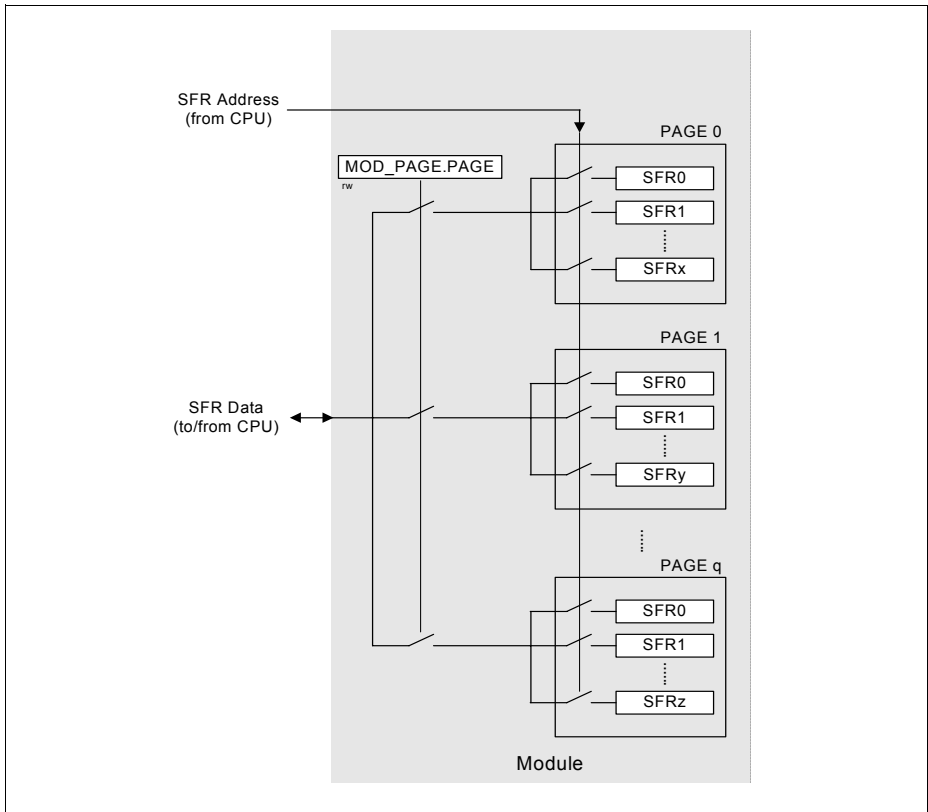 SFR Address
(from CPU)
PAGE 0
MOD_PAGE.PAGE
rw
SFR0
SFR1
SFRx
PAGE 1
SFR0
SFR Data
(to/from CPU)
SFR1
SFRy
PAGE q
SFR0
SFR1
SFRz
Module